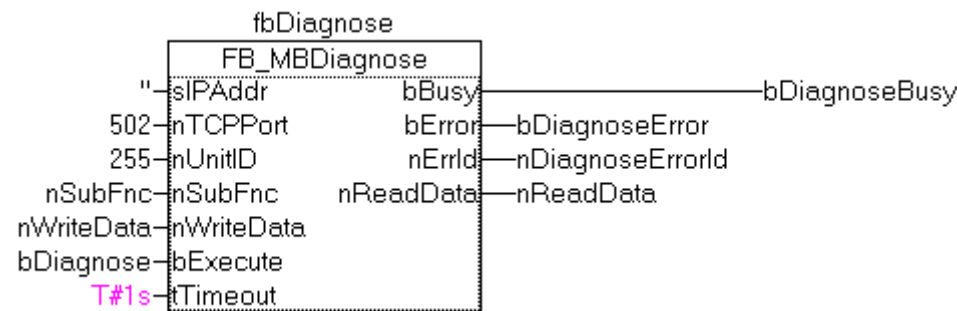 fbDiagnose
FB_MBDiagnose
'' sIPAddr bBusy bDiagnoseBusy
502 nTCPPort bError bDiagnoseError
255 nUnitID nErrId nDiagnoseErrorId
nSubFnc nSubFnc nReadData nReadData
nWriteData nWriteData
bDiagnose bExecute
T#1s tTimeout